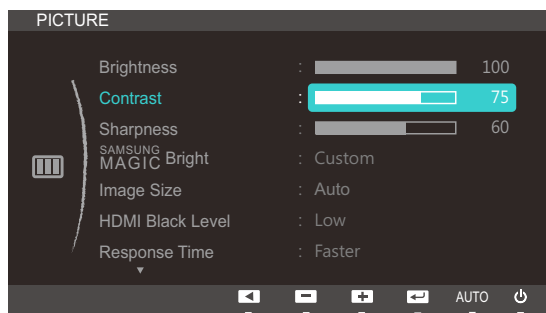 PICTURE
Brightness : 100
Contrast : 75
Sharpness : 60
SAMSUNG MAGIC Bright : Custom
Image Size : Auto
HDMI Black Level : Low
Response Time : Faster
AUTO